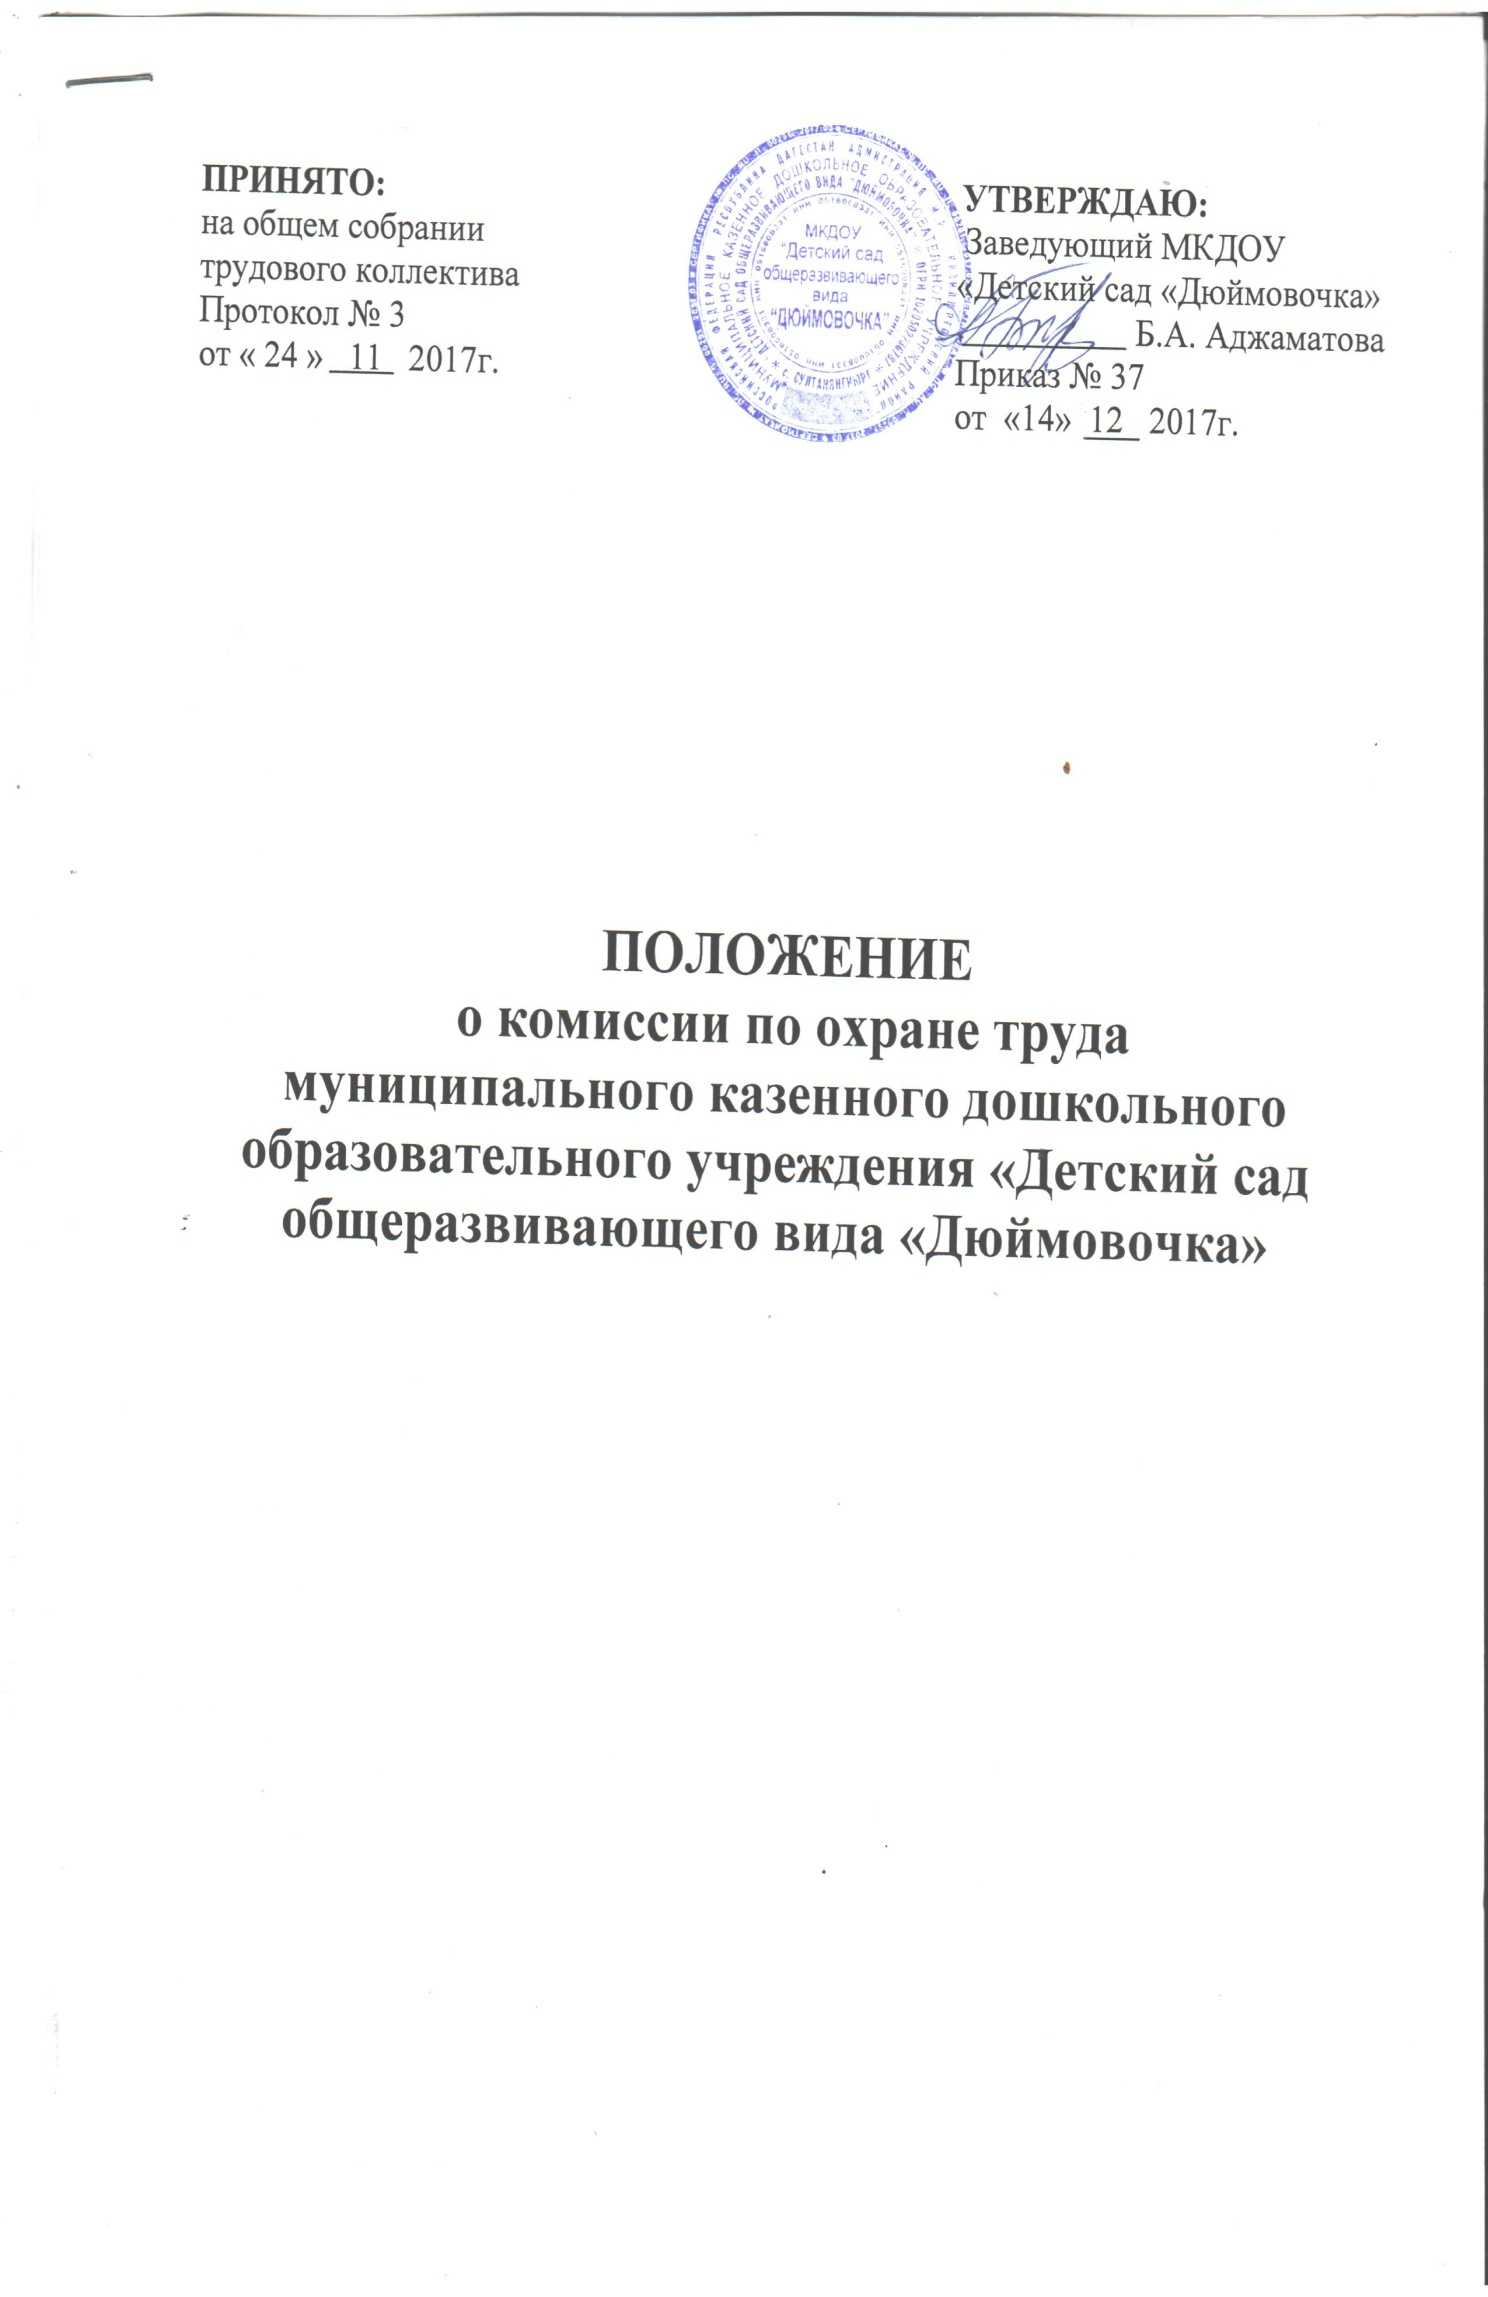 ПРИНЯТО:
на общем собрании
трудового коллектива
Протокол № 3
от « 24 » 11 2017г.
МКДОУ
"Детский сад
общеразвивающего
вида
"ДЮЙМОВОЧКА"
УТВЕРЖДАЮ:
Заведующий МКДОУ
«Детский сад «Дюймовочка»
Б.А. Аджаматова
Приказ № 37
от «14» 12 2017г.
ПОЛОЖЕНИЕ
о комиссии по охране труда
муниципального казенного дошкольного
образовательного учреждения «Детский сад
общеразвивающего вида «Дюймовочка»